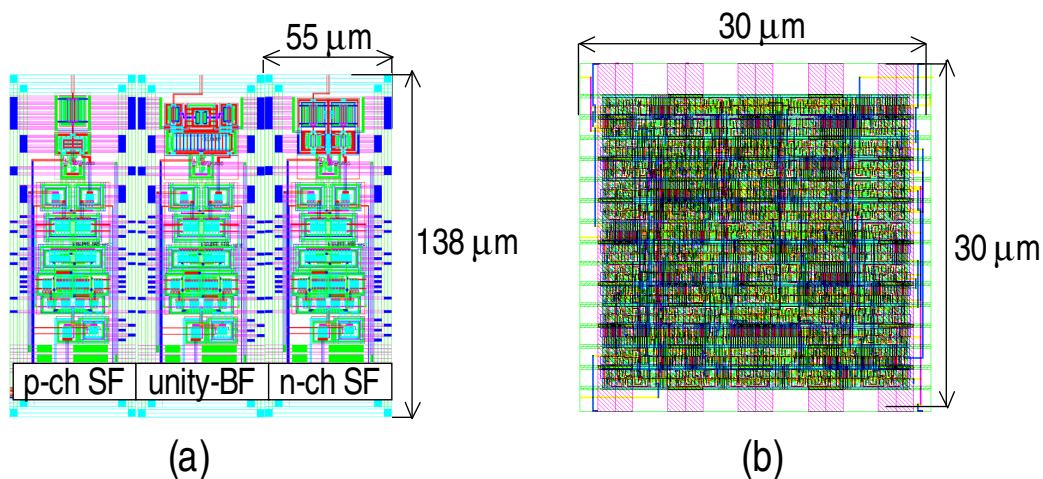 55 μm
138 μm
p-ch SF
unity-BF
n-ch SF
(a)
30 μm
30 μm
(b)